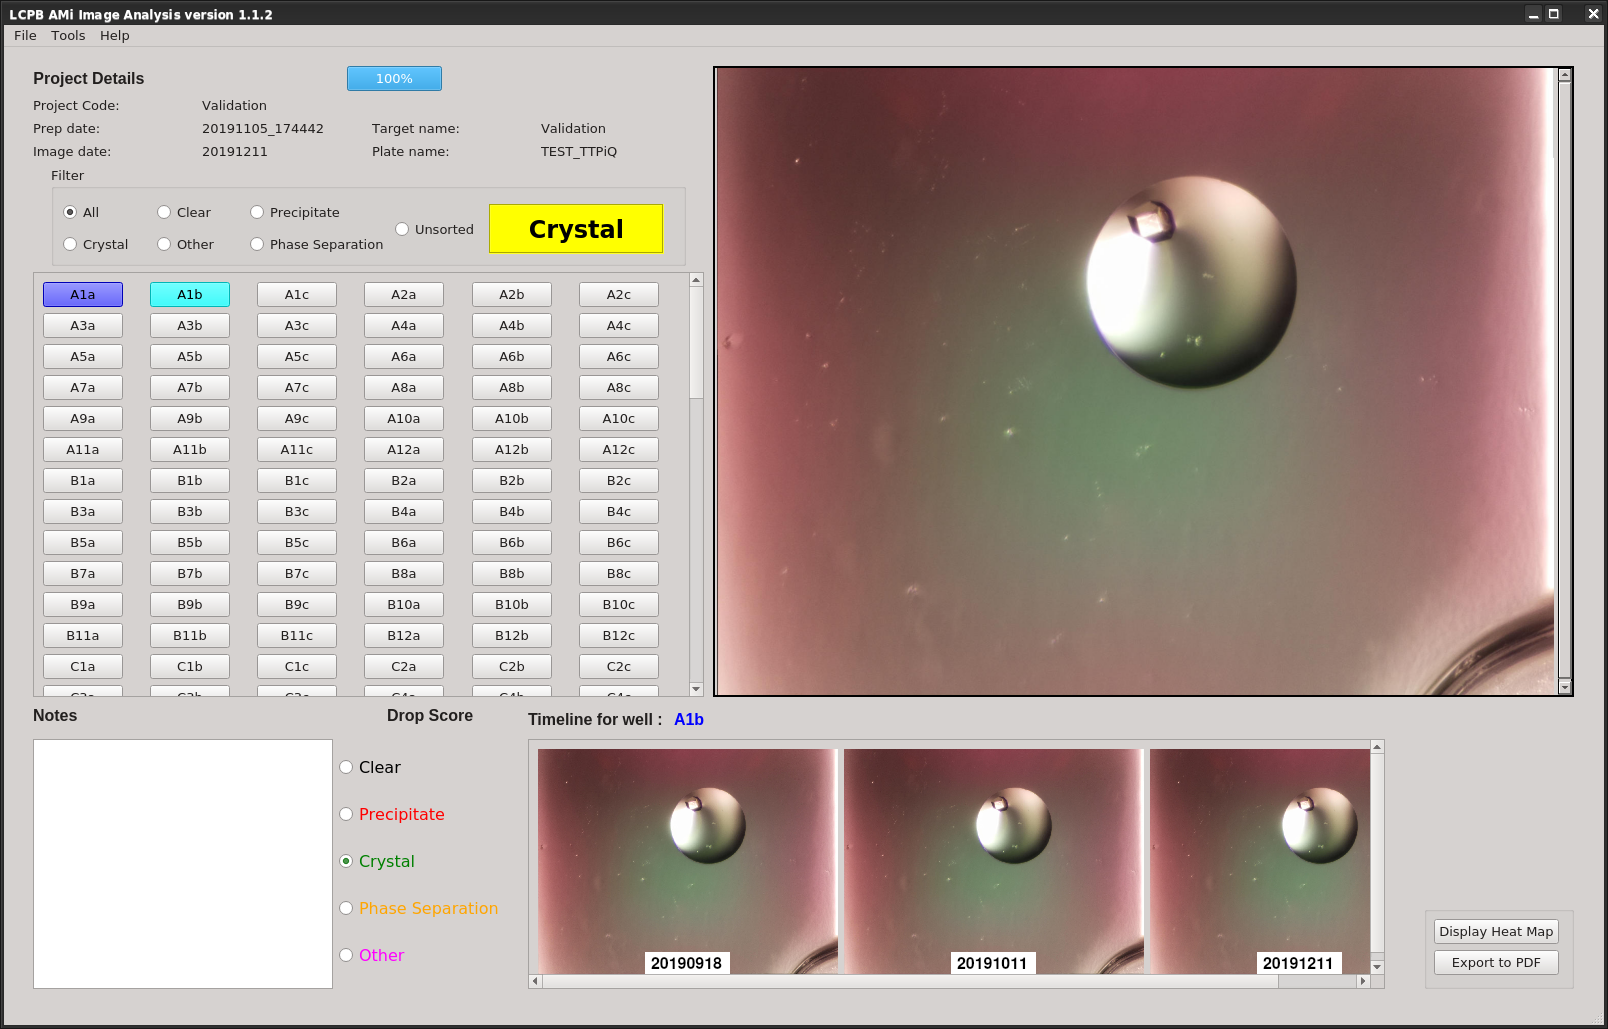 LCPB AMi Image Analysis version 1.1.2
File Tools Help
Project Details 100%
Project Code: Validation
Prep date: 20191105_174442 Target name: Validation
Image date: 20191211 Plate name: TEST_TTPiQ
Filter
All Clear Precipitate
Unsorted Crystal
Crystal Other Phase Separation
A1a A1b A1c A2a A2b A2c
A3a A3b A3c A4a A4b A4c
A5a A5b A5c A6a A6b A6c
A7a A7b A7c A8a A8b A8c
A9a A9b A9c A10a A10b A10c
A11a A11b A11c A12a A12b A12c
B1a B1b B1c B2a B2b B2c
B3a B3b B3c B4a B4b B4c
B5a B5b B5c B6a B6b B6c
B7a B7b B7c B8a B8b B8c
B9a B9b B9c B10a B10b B10c
B11a B11b B11c B12a B12b B12c
C1a C1b C1c C2a C2b C2c
Notes Drop Score Timeline for well : A1b
Clear
Precipitate
Crystal
Phase Separation
Other
20190918 20191011 20191211
Display Heat Map
Export to PDF